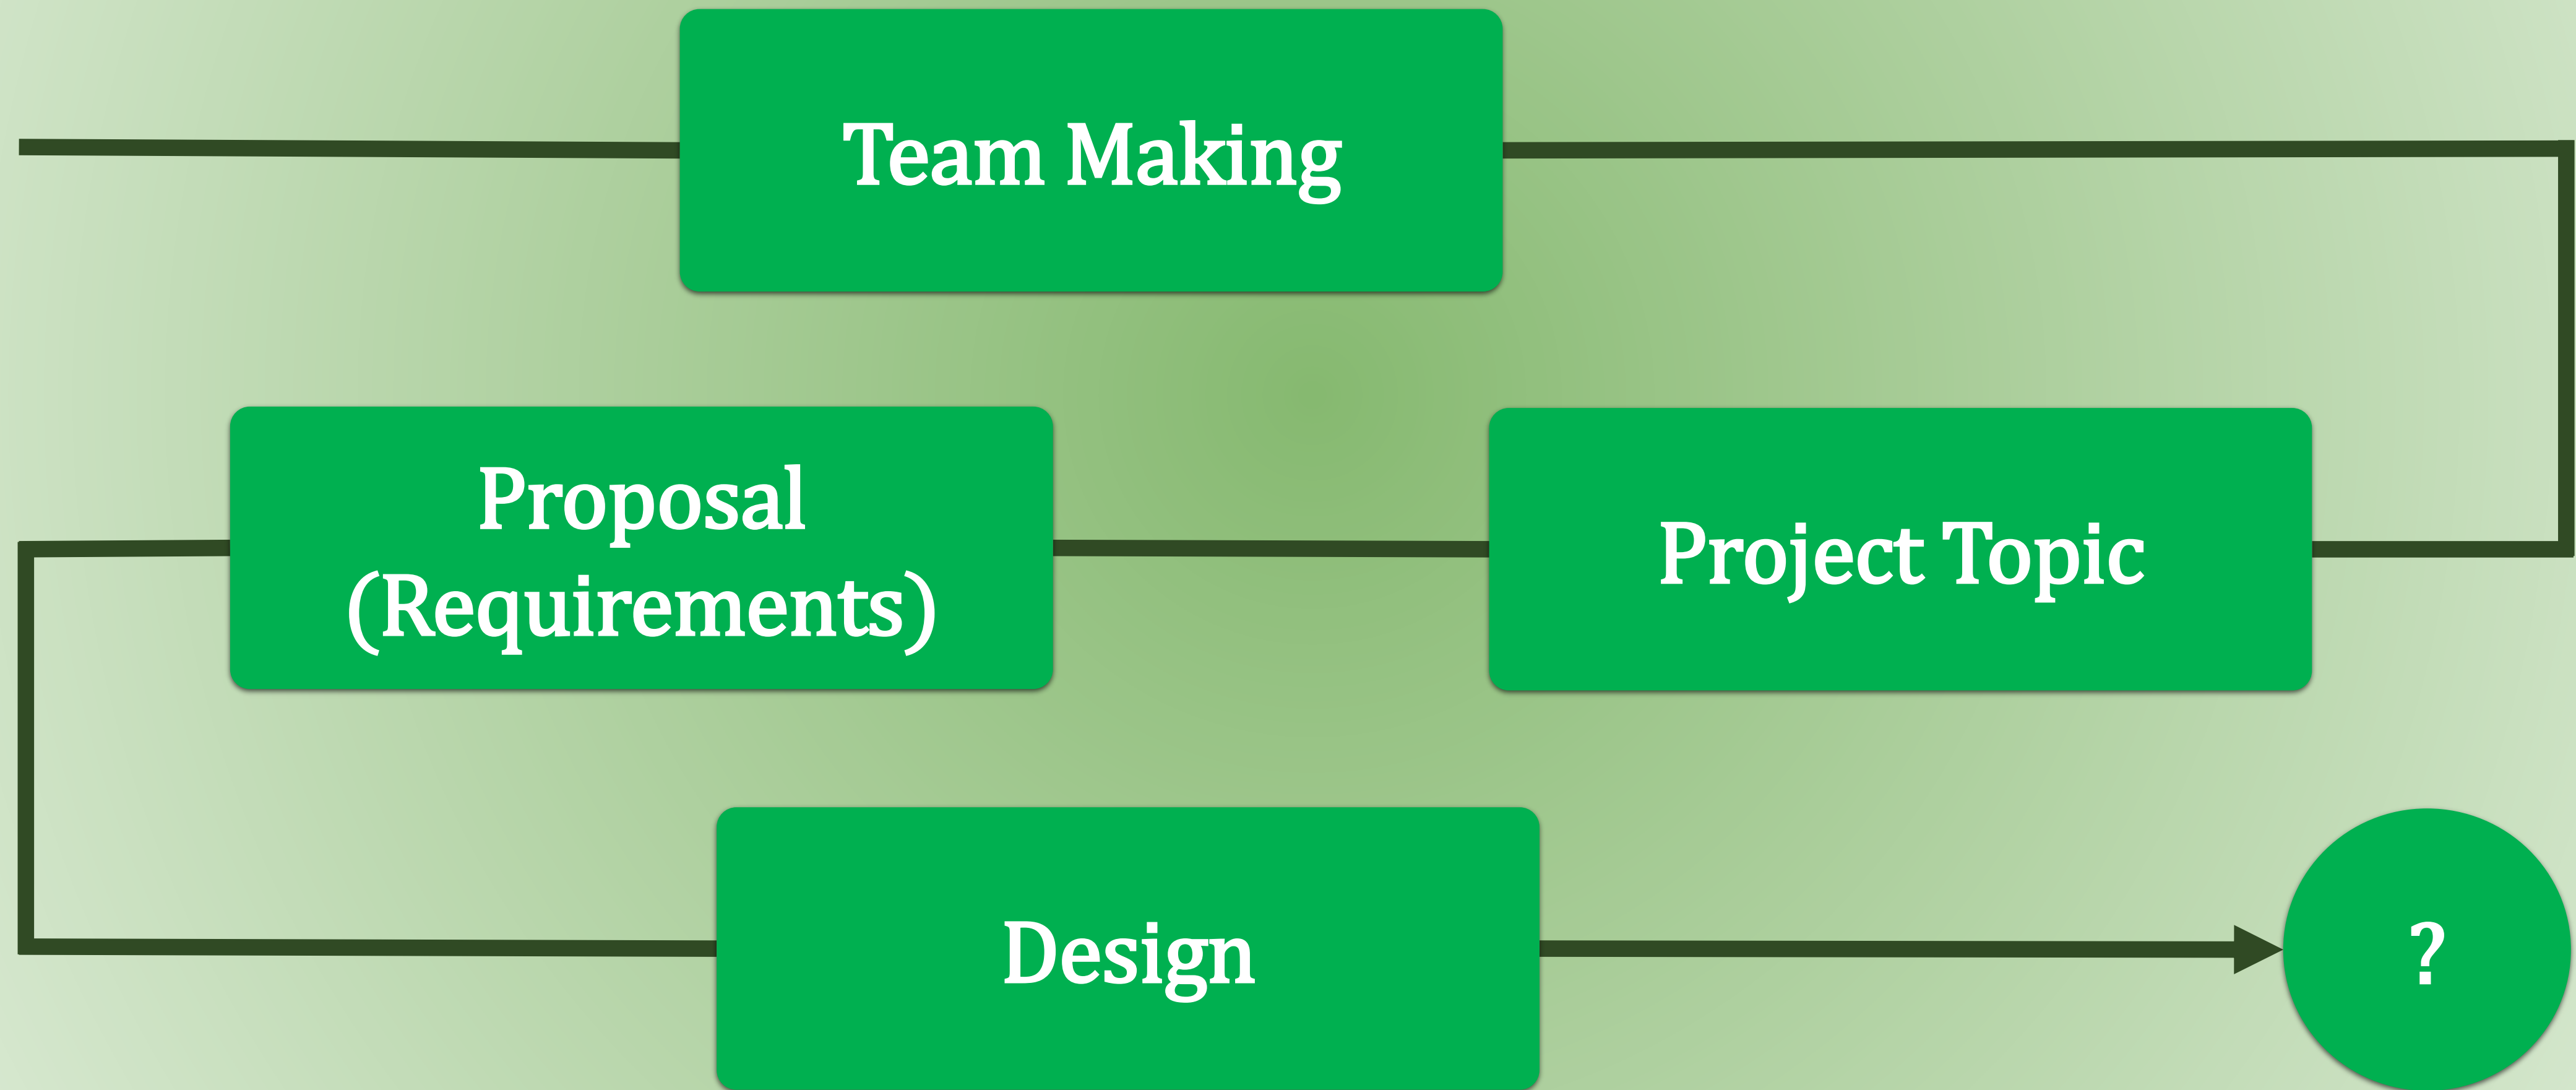 Team Making
Proposal
(Requirements)
Project Topic
Design
?